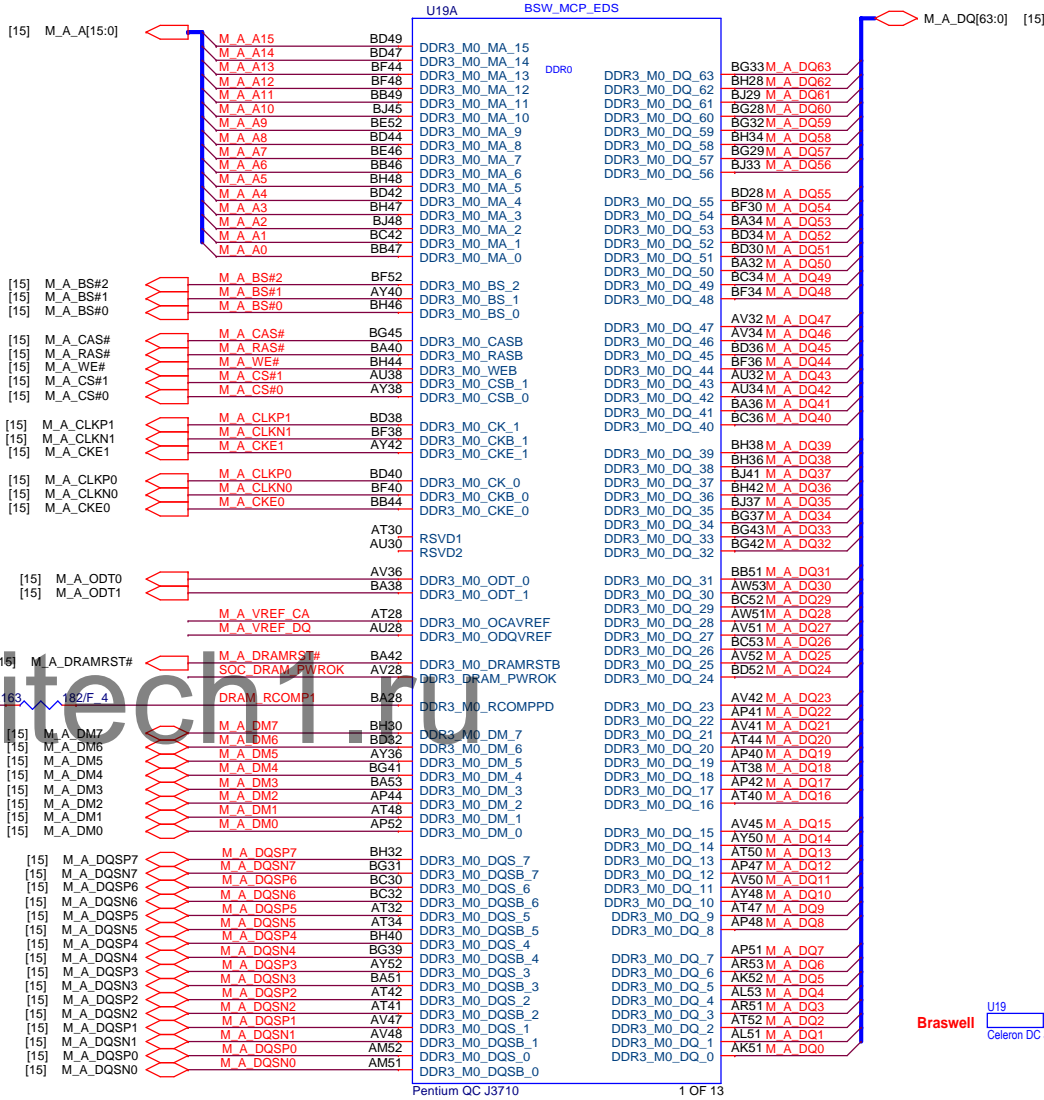 U19A BSW_MCP_EDS
DDR0
[15] M_A_A[15:0]
M_A_A15 BD49 DDR3_M0_MA_15
M_A_A14 BD47 DDR3_M0_MA_14
M_A_A13 BF44 DDR3_M0_MA_13
M_A_A12 BF48 DDR3_M0_MA_12
M_A_A11 BB49 DDR3_M0_MA_11
M_A_A10 BJ45 DDR3_M0_MA_10
M_A_A9 BE52 DDR3_M0_MA_9
M_A_A8 BD44 DDR3_M0_MA_8
M_A_A7 BE46 DDR3_M0_MA_7
M_A_A6 BB46 DDR3_M0_MA_6
M_A_A5 BH48 DDR3_M0_MA_5
M_A_A4 BD42 DDR3_M0_MA_4
M_A_A3 BH47 DDR3_M0_MA_3
M_A_A2 BJ48 DDR3_M0_MA_2
M_A_A1 BC42 DDR3_M0_MA_1
M_A_A0 BB47 DDR3_M0_MA_0
[15] M_A_BS#2 M_A_BS#2 BF52 DDR3_M0_BS_2
[15] M_A_BS#1 M_A_BS#1 AY40 DDR3_M0_BS_1
[15] M_A_BS#0 M_A_BS#0 BH46 DDR3_M0_BS_0
[15] M_A_CAS# M_A_CAS# BG45 DDR3_M0_CASB
[15] M_A_RAS# M_A_RAS# BA40 DDR3_M0_RASB
[15] M_A_WE# M_A_WE# BH44 DDR3_M0_WEB
[15] M_A_CS#1 M_A_CS#1 AU38 DDR3_M0_CSB_1
[15] M_A_CS#0 M_A_CS#0 AY38 DDR3_M0_CSB_0
[15] M_A_CLKP1 M_A_CLKP1 BD38 DDR3_M0_CK_1
[15] M_A_CLKN1 M_A_CLKN1 BF38 DDR3_M0_CKB_1
[15] M_A_CKE1 M_A_CKE1 AY42 DDR3_M0_CKE_1
[15] M_A_CLKP0 M_A_CLKP0 BD40 DDR3_M0_CK_0
[15] M_A_CLKN0 M_A_CLKN0 BF40 DDR3_M0_CKB_0
[15] M_A_CKE0 M_A_CKE0 BB44 DDR3_M0_CKE_0
AT30 RSVD1
AU30 RSVD2
[15] M_A_ODT0 AV36 DDR3_M0_ODT_0
[15] M_A_ODT1 BA38 DDR3_M0_ODT_1
M_A_VREF_CA AT28 DDR3_M0_OCAVREF
M_A_VREF_DQ AU28 DDR3_M0_ODQVREF
15] M_A_DRAMRST# M_A_DRAMRST# BA42 DDR3_M0_DRAMRSTB
SOC_DRAM_PWROK AV28 DDR3_DRAM_PWROK
163 182/F_4 DRAM_RCOMP1 BA28 DDR3_M0_RCOMPPD
itech1.ru
[15] M_A_DM7 M_A_DM7 BH30 DDR3_M0_DM_7
[15] M_A_DM6 M_A_DM6 BD32 DDR3_M0_DM_6
[15] M_A_DM5 M_A_DM5 AY36 DDR3_M0_DM_5
[15] M_A_DM4 M_A_DM4 BG41 DDR3_M0_DM_4
[15] M_A_DM3 M_A_DM3 BA53 DDR3_M0_DM_3
[15] M_A_DM2 M_A_DM2 AP44 DDR3_M0_DM_2
[15] M_A_DM1 M_A_DM1 AT48 DDR3_M0_DM_1
[15] M_A_DM0 M_A_DM0 AP52 DDR3_M0_DM_0
[15] M_A_DQSP7 M_A_DQSP7 BH32 DDR3_M0_DQS_7
[15] M_A_DQSN7 M_A_DQSN7 BG31 DDR3_M0_DQSB_7
[15] M_A_DQSP6 M_A_DQSP6 BC30 DDR3_M0_DQS_6
[15] M_A_DQSN6 M_A_DQSN6 BC32 DDR3_M0_DQSB_6
[15] M_A_DQSP5 M_A_DQSP5 AT32 DDR3_M0_DQS_5
[15] M_A_DQSN5 M_A_DQSN5 AT34 DDR3_M0_DQSB_5
[15] M_A_DQSP4 M_A_DQSP4 BH40 DDR3_M0_DQS_4
[15] M_A_DQSN4 M_A_DQSN4 BG39 DDR3_M0_DQSB_4
[15] M_A_DQSP3 M_A_DQSP3 AY52 DDR3_M0_DQS_3
[15] M_A_DQSN3 M_A_DQSN3 BA51 DDR3_M0_DQSB_3
[15] M_A_DQSP2 M_A_DQSP2 AT42 DDR3_M0_DQS_2
[15] M_A_DQSN2 M_A_DQSN2 AT41 DDR3_M0_DQSB_2
[15] M_A_DQSP1 M_A_DQSP1 AV47 DDR3_M0_DQS_1
[15] M_A_DQSN1 M_A_DQSN1 AV48 DDR3_M0_DQSB_1
[15] M_A_DQSP0 M_A_DQSP0 AM52 DDR3_M0_DQS_0
[15] M_A_DQSN0 M_A_DQSN0 AM51 DDR3_M0_DQSB_0
M_A_DQ[63:0] [15]
DDR3_M0_DQ_63 BG33 M_A_DQ63
DDR3_M0_DQ_62 BH28 M_A_DQ62
DDR3_M0_DQ_61 BJ29 M_A_DQ61
DDR3_M0_DQ_60 BG28 M_A_DQ60
DDR3_M0_DQ_59 BG32 M_A_DQ59
DDR3_M0_DQ_58 BH34 M_A_DQ58
DDR3_M0_DQ_57 BG29 M_A_DQ57
DDR3_M0_DQ_56 BJ33 M_A_DQ56
DDR3_M0_DQ_55 BD28 M_A_DQ55
DDR3_M0_DQ_54 BF30 M_A_DQ54
DDR3_M0_DQ_53 BA34 M_A_DQ53
DDR3_M0_DQ_52 BD34 M_A_DQ52
DDR3_M0_DQ_51 BD30 M_A_DQ51
DDR3_M0_DQ_50 BA32 M_A_DQ50
DDR3_M0_DQ_49 BC34 M_A_DQ49
DDR3_M0_DQ_48 BF34 M_A_DQ48
DDR3_M0_DQ_47 AV32 M_A_DQ47
DDR3_M0_DQ_46 AV34 M_A_DQ46
DDR3_M0_DQ_45 BD36 M_A_DQ45
DDR3_M0_DQ_44 BF36 M_A_DQ44
DDR3_M0_DQ_43 AU32 M_A_DQ43
DDR3_M0_DQ_42 AU34 M_A_DQ42
DDR3_M0_DQ_41 BA36 M_A_DQ41
DDR3_M0_DQ_40 BC36 M_A_DQ40
DDR3_M0_DQ_39 BH38 M_A_DQ39
DDR3_M0_DQ_38 BH36 M_A_DQ38
DDR3_M0_DQ_37 BJ41 M_A_DQ37
DDR3_M0_DQ_36 BH42 M_A_DQ36
DDR3_M0_DQ_35 BJ37 M_A_DQ35
DDR3_M0_DQ_34 BG37 M_A_DQ34
DDR3_M0_DQ_33 BG43 M_A_DQ33
DDR3_M0_DQ_32 BG42 M_A_DQ32
DDR3_M0_DQ_31 BB51 M_A_DQ31
DDR3_M0_DQ_30 AW53 M_A_DQ30
DDR3_M0_DQ_29 BC52 M_A_DQ29
DDR3_M0_DQ_28 AW51 M_A_DQ28
DDR3_M0_DQ_27 AV51 M_A_DQ27
DDR3_M0_DQ_26 BC53 M_A_DQ26
DDR3_M0_DQ_25 AV52 M_A_DQ25
DDR3_M0_DQ_24 BD52 M_A_DQ24
DDR3_M0_DQ_23 AV42 M_A_DQ23
DDR3_M0_DQ_22 AP41 M_A_DQ22
DDR3_M0_DQ_21 AV41 M_A_DQ21
DDR3_M0_DQ_20 AT44 M_A_DQ20
DDR3_M0_DQ_19 AP40 M_A_DQ19
DDR3_M0_DQ_18 AT38 M_A_DQ18
DDR3_M0_DQ_17 AP42 M_A_DQ17
DDR3_M0_DQ_16 AT40 M_A_DQ16
DDR3_M0_DQ_15 AV45 M_A_DQ15
DDR3_M0_DQ_14 AY50 M_A_DQ14
DDR3_M0_DQ_13 AT50 M_A_DQ13
DDR3_M0_DQ_12 AP47 M_A_DQ12
DDR3_M0_DQ_11 AV50 M_A_DQ11
DDR3_M0_DQ_10 AY48 M_A_DQ10
DDR3_M0_DQ_9 AT47 M_A_DQ9
DDR3_M0_DQ_8 AP48 M_A_DQ8
DDR3_M0_DQ_7 AP51 M_A_DQ7
DDR3_M0_DQ_6 AR53 M_A_DQ6
DDR3_M0_DQ_5 AK52 M_A_DQ5
DDR3_M0_DQ_4 AL53 M_A_DQ4
DDR3_M0_DQ_3 AR51 M_A_DQ3
DDR3_M0_DQ_2 AT52 M_A_DQ2
DDR3_M0_DQ_1 AL51 M_A_DQ1
DDR3_M0_DQ_0 AK51 M_A_DQ0
Braswell
U19
Celeron DC
Pentium QC J3710 1 OF 13